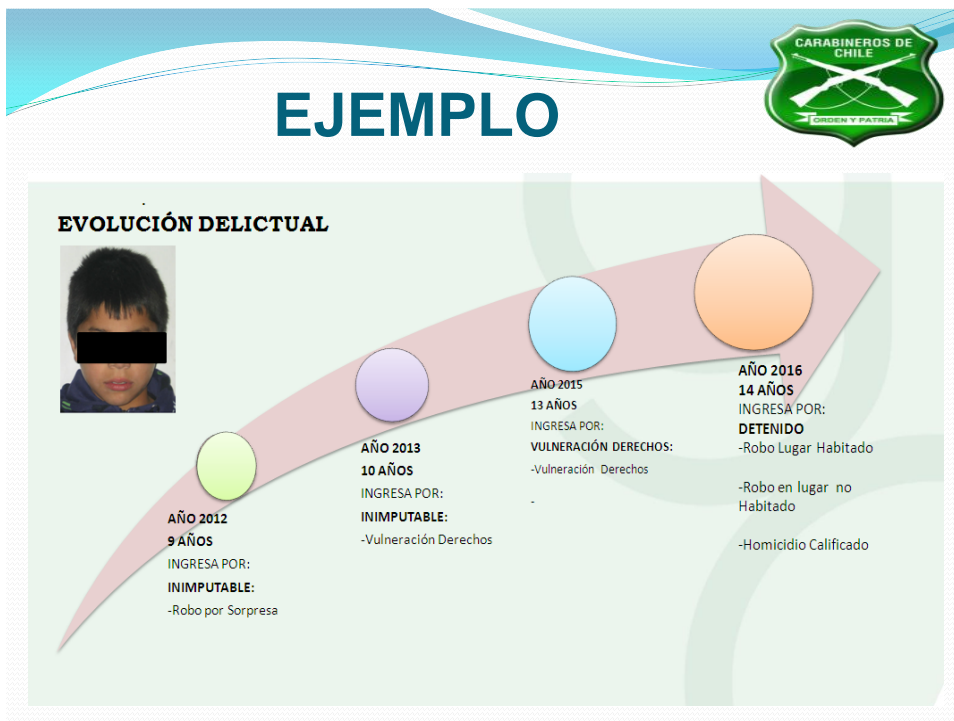 CARABINEROS DE
CHILE
ORDEN Y PATRIA
EJEMPLO
EVOLUCIÓN DELICTUAL
AÑO 2012
9 AÑOS
INGRESA POR:
INIMPUTABLE:
-Robo por Sorpresa
AÑO 2013
10 AÑOS
INGRESA POR:
INIMPUTABLE:
-Vulneración Derechos
AÑO 2015
13 AÑOS
INGRESA POR:
VULNERACIÓN DERECHOS:
-Vulneración Derechos
-
AÑO 2016
14 AÑOS
INGRESA POR:
DETENIDO
-Robo Lugar Habitado
-Robo en lugar no
Habitado
-Homicidio Calificado